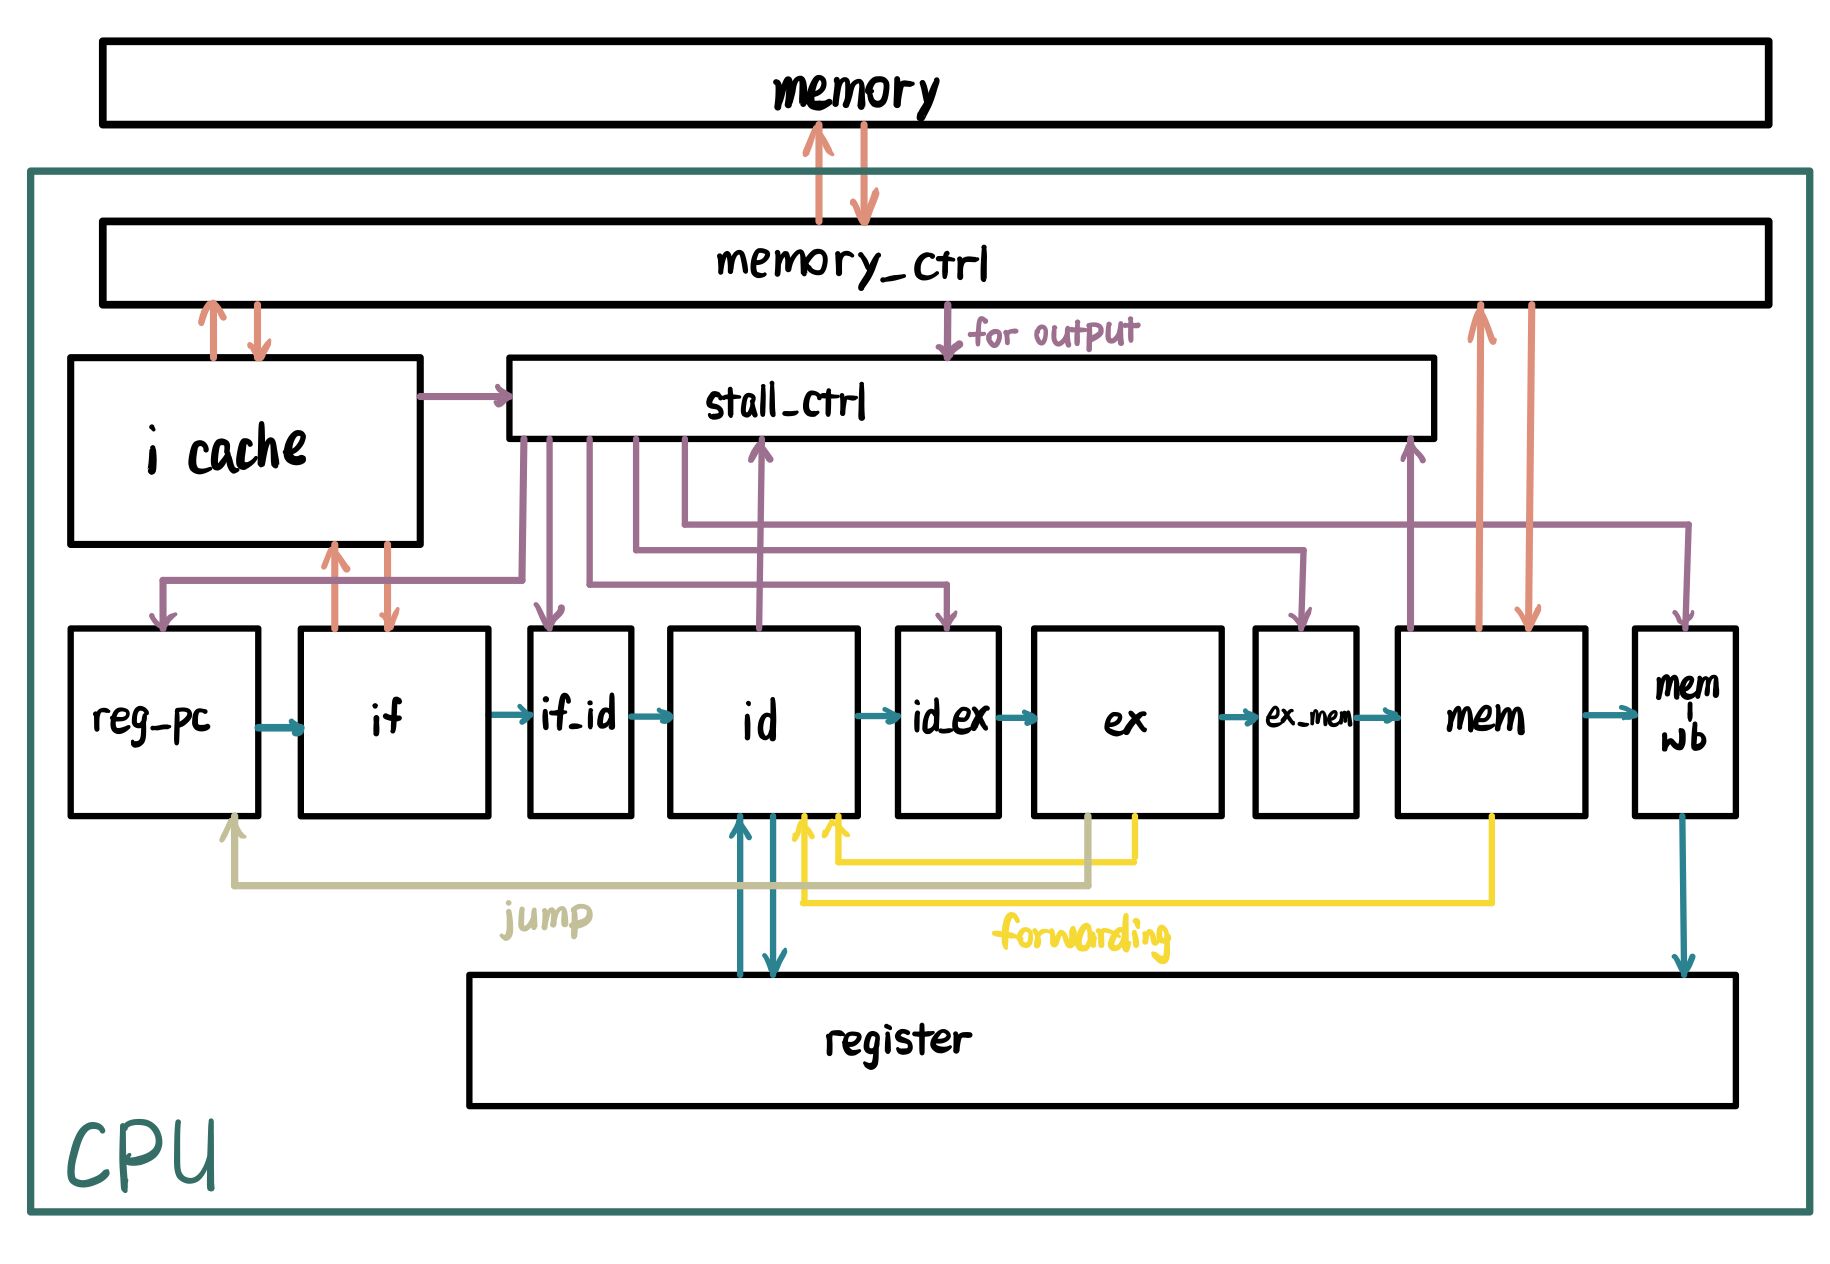 memory
memory_ctrl
for output
stall_ctrl
i cache
reg_pc
if
if_id
id
id_ex
ex
ex_mem
mem
mem
wb
jump
forwarding
register
CPU